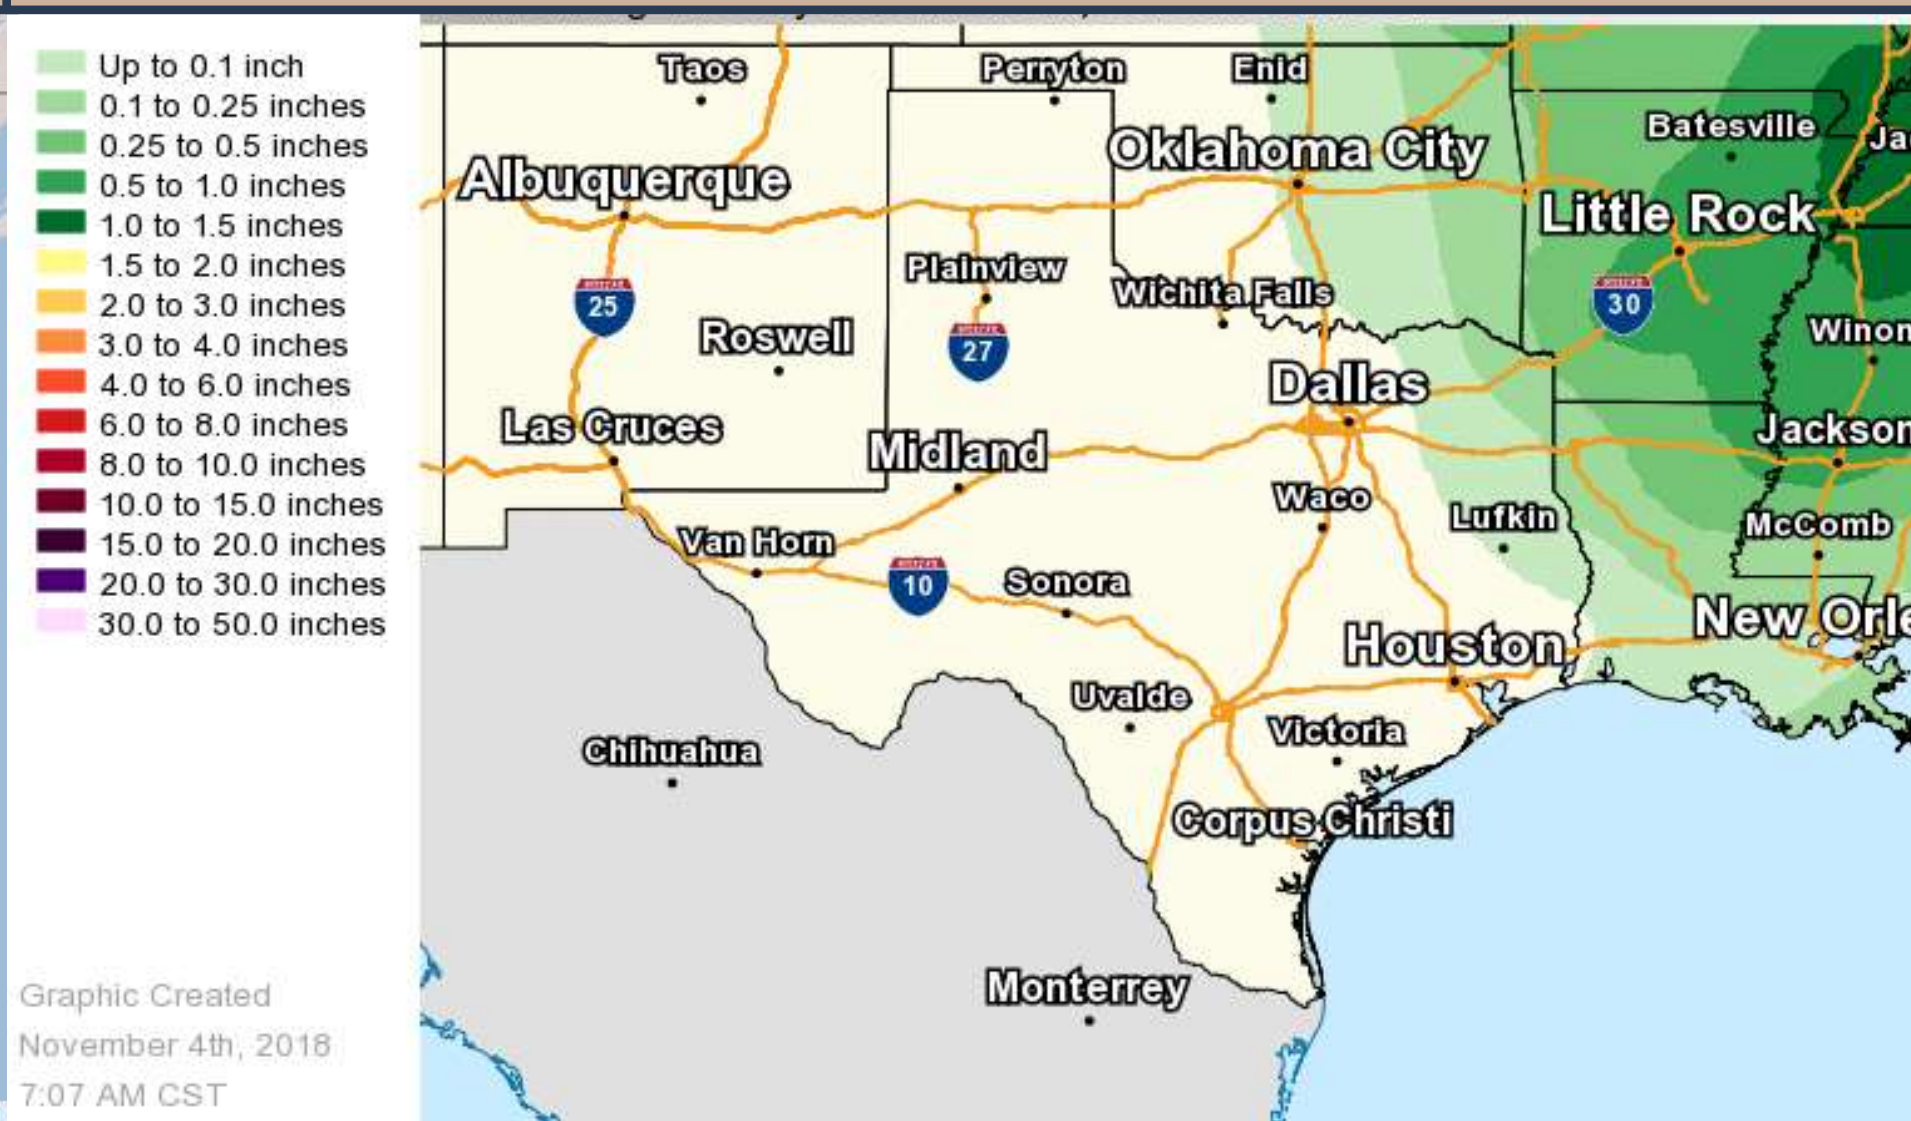 Up to 0.1 inch
0.1 to 0.25 inches
0.25 to 0.5 inches
0.5 to 1.0 inches
1.0 to 1.5 inches
1.5 to 2.0 inches
2.0 to 3.0 inches
3.0 to 4.0 inches
4.0 to 6.0 inches
6.0 to 8.0 inches
8.0 to 10.0 inches
10.0 to 15.0 inches
15.0 to 20.0 inches
20.0 to 30.0 inches
30.0 to 50.0 inches
Graphic Created
November 4th, 2018
7:07 AM CST
Taos
Perryton
Enid
Batesville
Ja
Oklahoma City
Albuquerque
Little Rock
Plainview
Wichita Falls
25
30
Roswell
27
Winon
Dallas
Las Cruces
Midland
Jackson
Waco
Lufkin
McComb
Van Horn
10
Sonora
New Orle
Houston
Uvalde
Victoria
Chihuahua
Corpus Christi
Monterrey